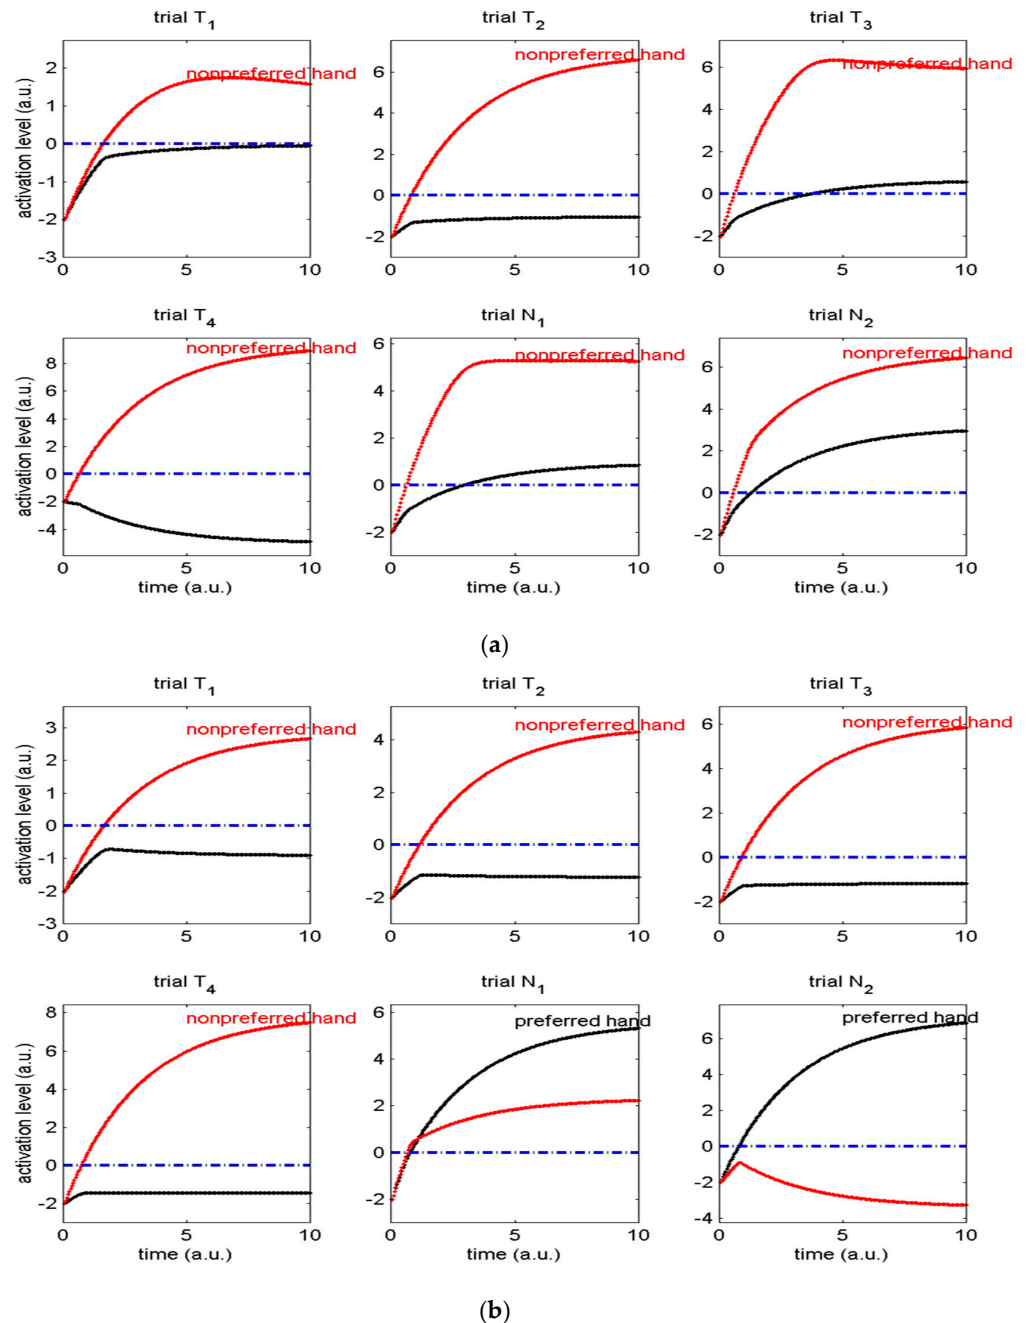 trial T1
trial T2
trial T3
activation level (a.u.)
nonpreferred hand
nonpreferred hand
nonpreferred hand
2
1
0
-1
-2
-3
0
5
10
6
4
2
0
-2
0
5
10
6
4
2
0
-2
0
5
10
trial T4
trial N1
trial N2
activation level (a.u.)
nonpreferred hand
nonpreferred hand
nonpreferred hand
8
6
4
2
0
-2
-4
0
5
10
time (a.u.)
6
4
2
0
-2
0
5
10
time (a.u.)
6
4
2
0
-2
0
5
10
time (a.u.)
(a)
trial T1
trial T2
trial T3
activation level (a.u.)
nonpreferred hand
nonpreferred hand
nonpreferred hand
3
2
1
0
-1
-2
-3
0
5
10
4
2
0
-2
0
5
10
6
4
2
0
-2
0
5
10
trial T4
trial N1
trial N2
activation level (a.u.)
nonpreferred hand
preferred hand
preferred hand
8
6
4
2
0
-2
0
5
10
time (a.u.)
6
4
2
0
-2
0
5
10
time (a.u.)
6
4
2
0
-2
-4
0
5
10
time (a.u.)
(b)